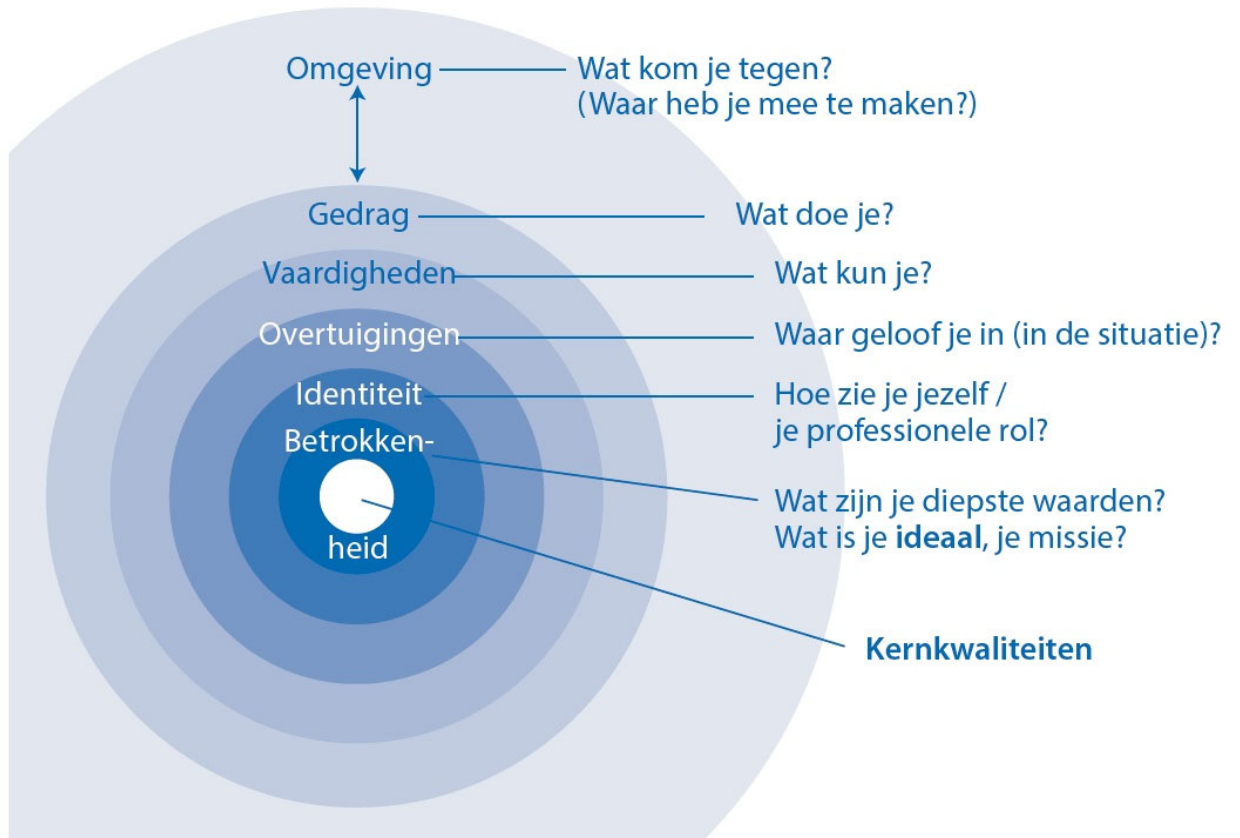 Omgeving
Wat kom je tegen?
(Waar heb je mee te maken?)
Gedrag
Wat doe je?
Vaardigheden
Wat kun je?
Overtuigingen
Waar geloof je in (in de situatie)?
Identiteit
Hoe zie je jezelf /
je professionele rol?
Betrokken-
heid
Wat zijn je diepste waarden?
Wat is je ideaal, je missie?
Kernkwaliteiten